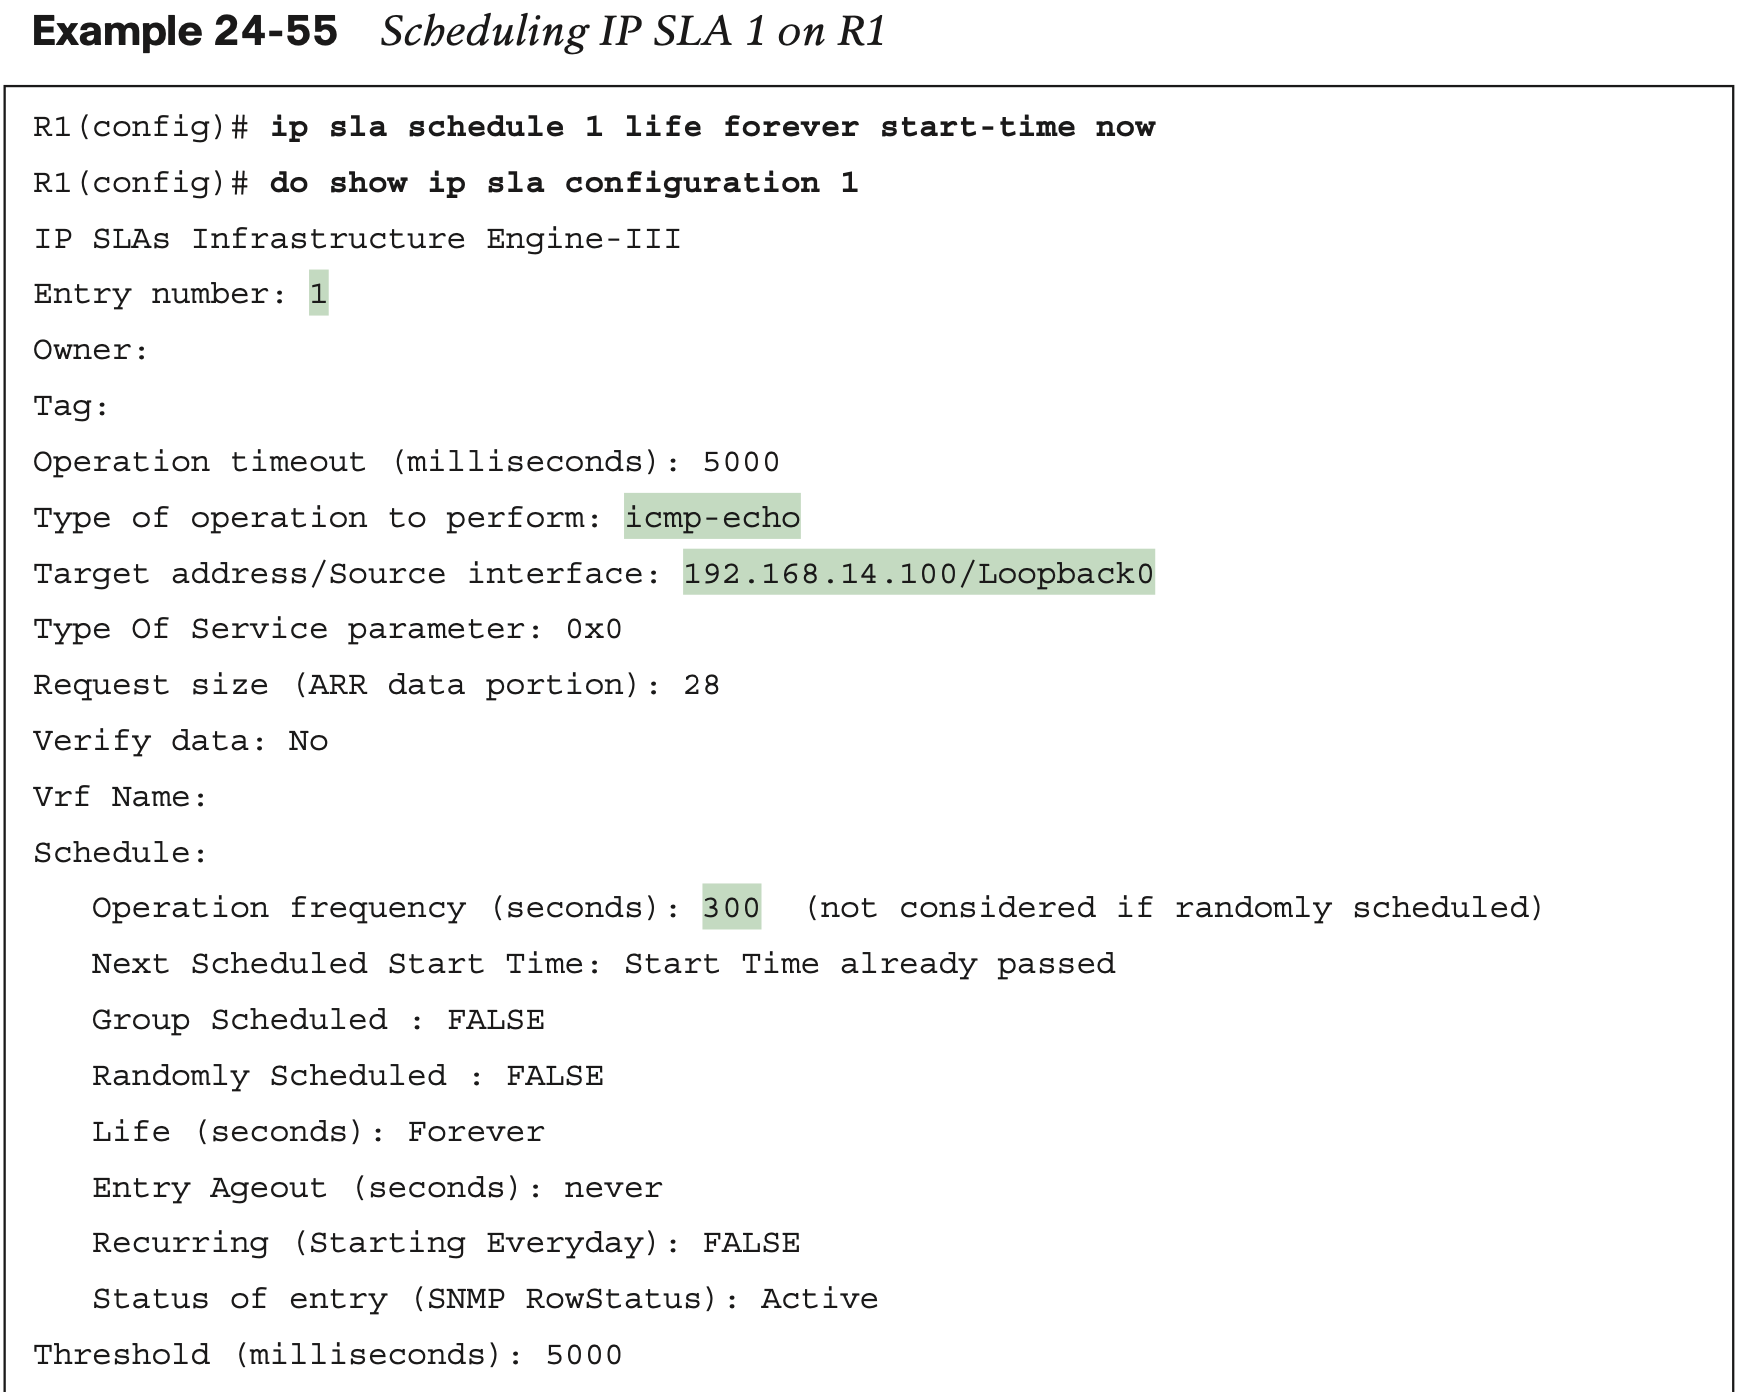 Example 24-55 Scheduling IP SLA 1 on R1
R1(config)# ip sla schedule 1 life forever start-time now
R1(config)# do show ip sla configuration 1
IP SLAs Infrastructure Engine-III
Entry number: 1
Owner:
Tag:
Operation timeout (milliseconds): 5000
Type of operation to perform: icmp-echo
Target address/Source interface: 192.168.14.100/Loopback0
Type Of Service parameter: 0x0
Request size (ARR data portion): 28
Verify data: No
Vrf Name:
Schedule:
   Operation frequency (seconds): 300  (not considered if randomly scheduled)
   Next Scheduled Start Time: Start Time already passed
   Group Scheduled : FALSE
   Randomly Scheduled : FALSE
   Life (seconds): Forever
   Entry Ageout (seconds): never
   Recurring (Starting Everyday): FALSE
   Status of entry (SNMP RowStatus): Active
Threshold (milliseconds): 5000